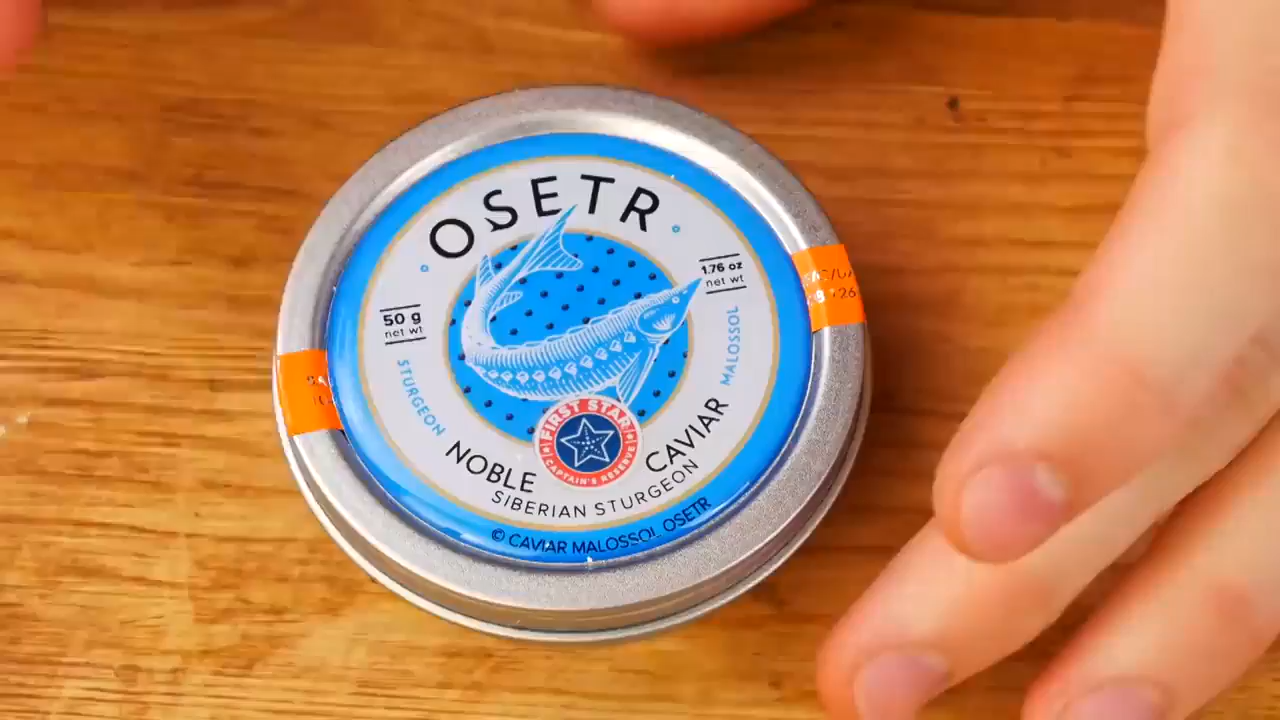 OSETR
50 g
net wt
1.76 oz
net wt
STURGEON
MALOSSOL
FIRST STAR
CAPTAIN'S RESERVE
NOBLE CAVIAR
SIBERIAN STURGEON
© CAVIAR MALOSSOL OSETR